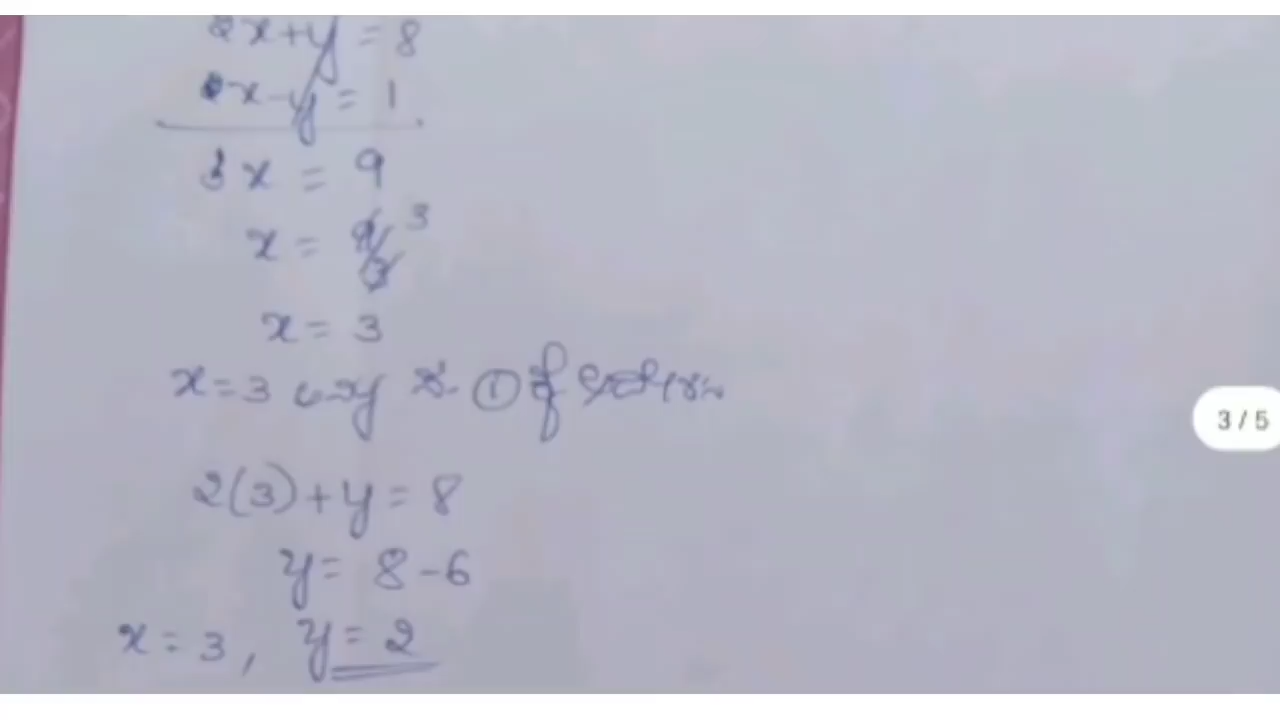 2x+y = 8
x-y = 1
3x = 9
x = 9/3 3
x = 3
x=3 ①
3 / 5
2(3)+y = 8
y = 8-6
x = 3, y = 2